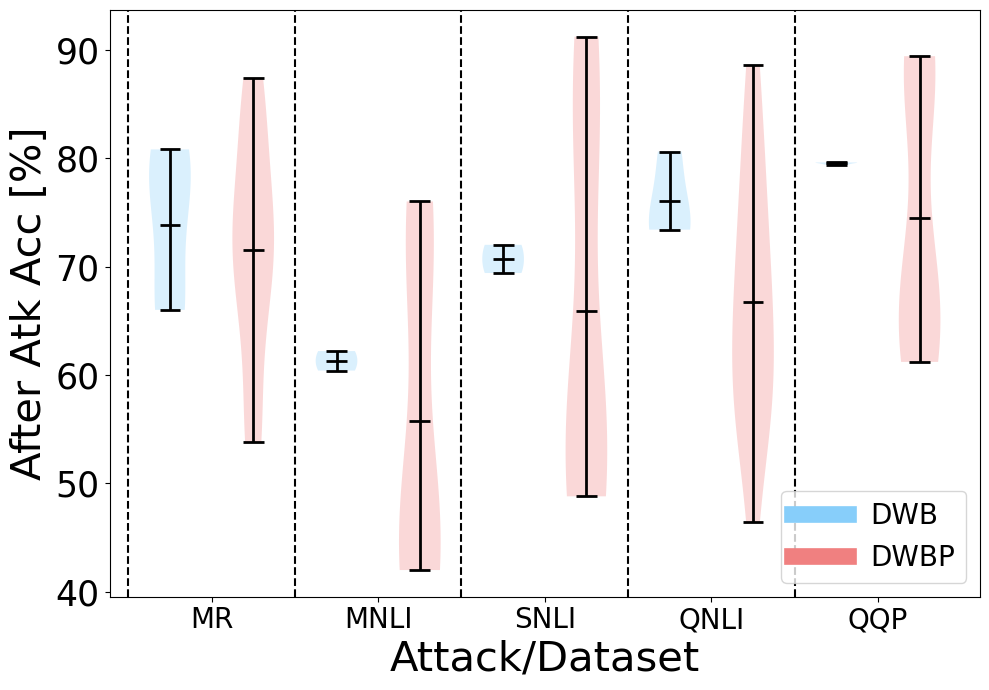 After Atk Acc [%]
90
80
70
60
50
40
DWB
DWBP
MR MNLI SNLI QNLI QQP
Attack/Dataset